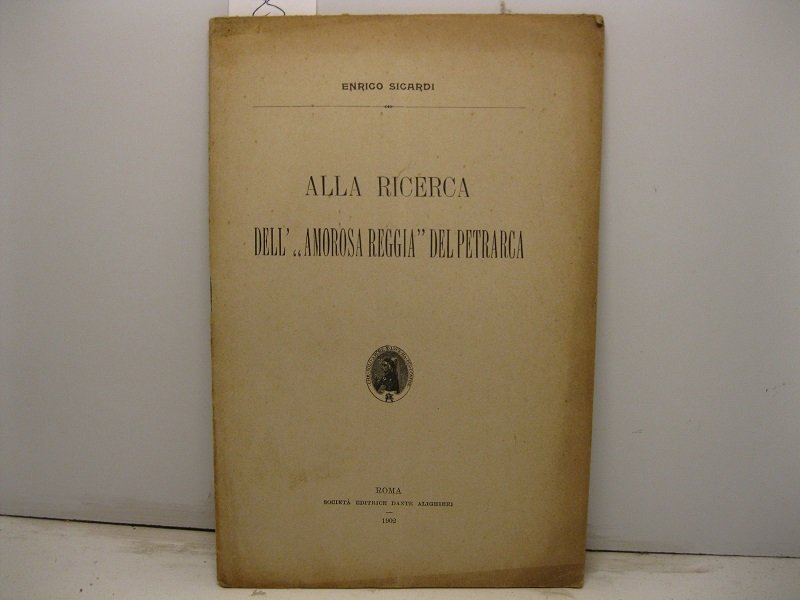 ENRICO SICARDI
ALLA RICERCA
DELL' „AMOROSA REGGIA" DEL PETRARCA
ROMA
SOCIETÀ EDITRICE DANTE ALIGHIERI
1902